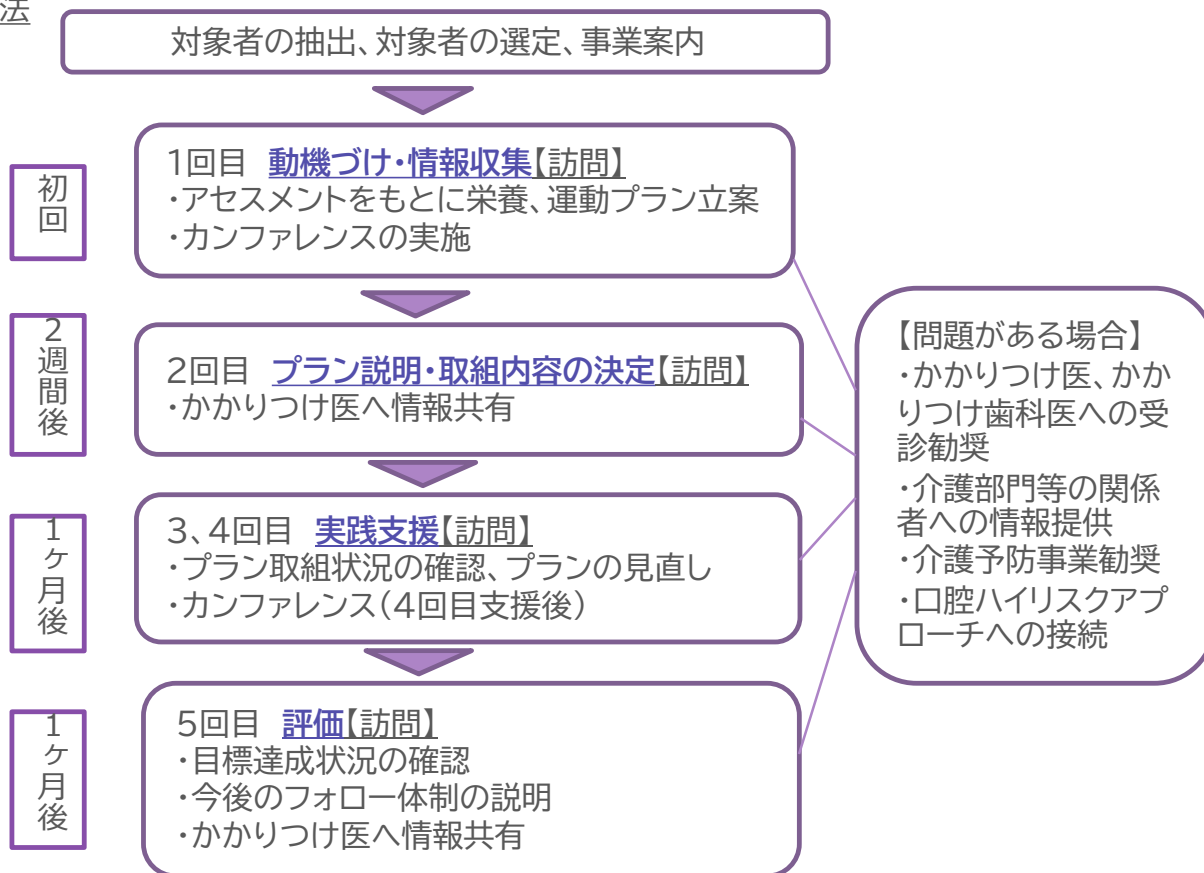 法
対象者の抽出、対象者の選定、事業案内
初回
1回目 動機づけ・情報収集【訪問】
・アセスメントをもとに栄養、運動プラン立案
・カンファレンスの実施
2週間後
2回目 プラン説明・取組内容の決定【訪問】
・かかりつけ医へ情報共有
1ヶ月後
3、4回目 実践支援【訪問】
・プラン取組状況の確認、プランの見直し
・カンファレンス(4回目支援後)
1ヶ月後
5回目 評価【訪問】
・目標達成状況の確認
・今後のフォロー体制の説明
・かかりつけ医へ情報共有
【問題がある場合】
・かかりつけ医、かか
りつけ歯科医への受
診勧奨
・介護部門等の関係
者への情報提供
・介護予防事業勧奨
・口腔ハイリスクアプ
ローチへの接続